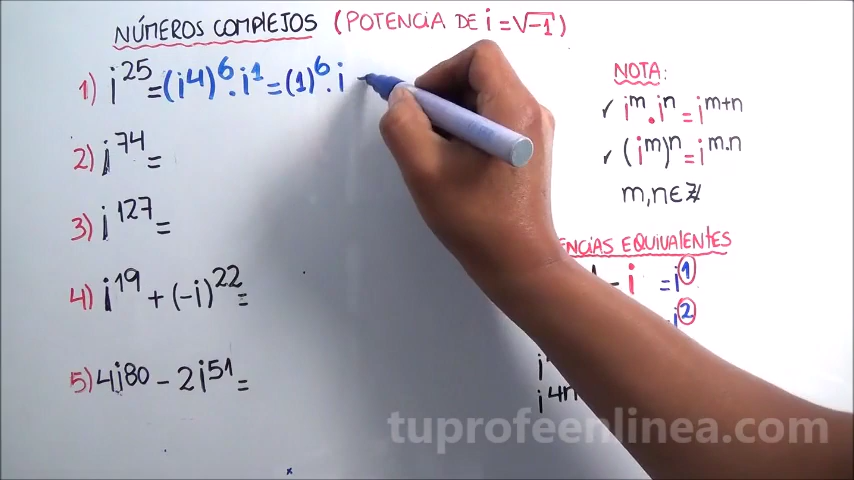 NÚMEROS COMPLEJOS (POTENCIA DE i = √-1)
1) i^25 = (i^4)^6 . i^1 = (1)^6 . i
2) i^74 =
3) i^127 =
4) i^19 + (-i)^22 =
5) 4i^80 - 2i^51 =
NOTA:
✓ i^m . i^n = i^m+n
✓ (i^m)^n = i^m.n
m,n ∈ ℤ
ENCIAS EQUIVALENTES
i = i^1
i^2
i^4n
tuprofeenlinea.com